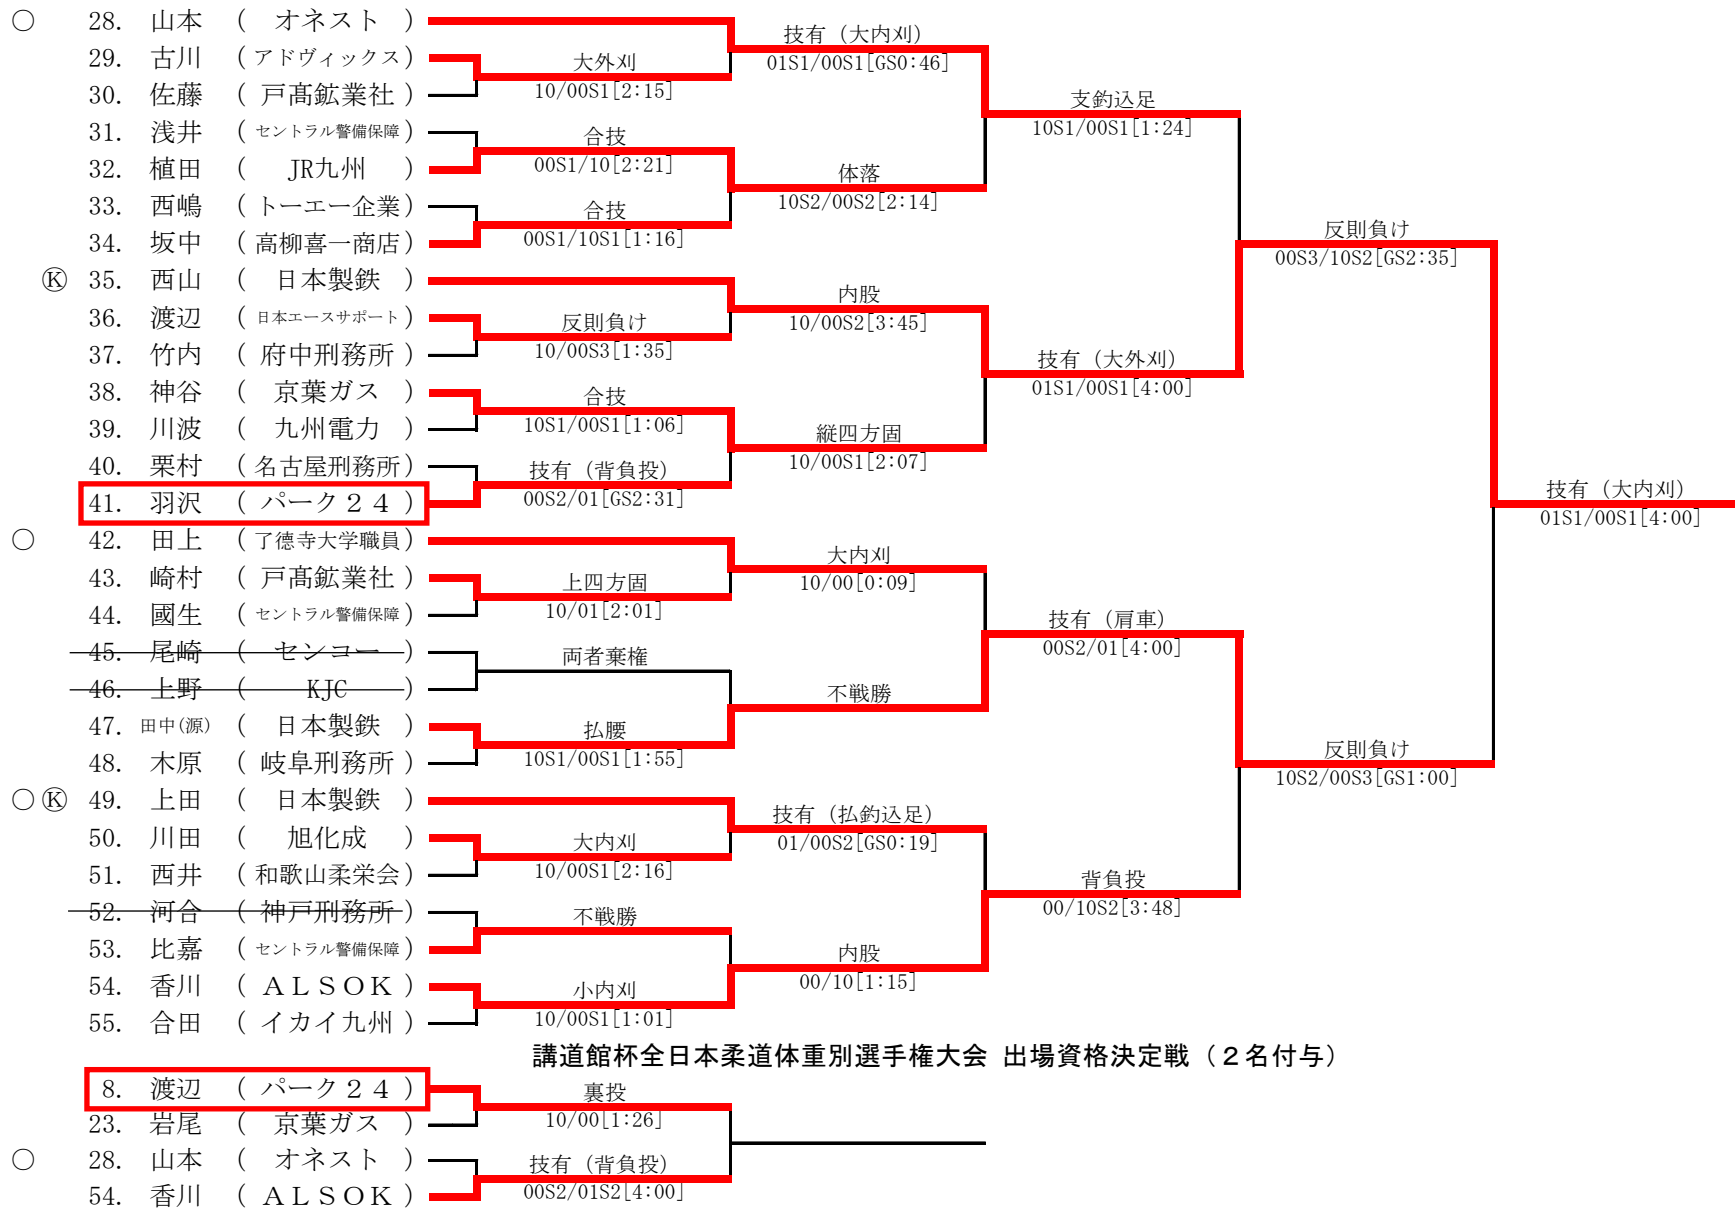 ○ 28. 山本 ( オネスト )
29. 古川 ( アドヴィックス )
30. 佐藤 ( 戸髙鉱業社 )
31. 浅井 ( セントラル警備保障 )
32. 植田 ( JR九州 )
33. 西嶋 ( トーエー企業 )
34. 坂中 ( 高柳喜一商店 )
Ⓚ 35. 西山 ( 日本製鉄 )
36. 渡辺 ( 日本エースサポート )
37. 竹内 ( 府中刑務所 )
38. 神谷 ( 京葉ガス )
39. 川波 ( 九州電力 )
40. 栗村 ( 名古屋刑務所 )
41. 羽沢 ( パーク２４ )
○ 42. 田上 ( 了德寺大学職員 )
43. 崎村 ( 戸髙鉱業社 )
44. 國生 ( セントラル警備保障 )
45. 尾崎 ( センコー )
46. 上野 ( KJC )
47. 田中(源) ( 日本製鉄 )
48. 木原 ( 岐阜刑務所 )
○ Ⓚ 49. 上田 ( 日本製鉄 )
50. 川田 ( 旭化成 )
51. 西井 ( 和歌山柔栄会 )
52. 河合 ( 神戸刑務所 )
53. 比嘉 ( セントラル警備保障 )
54. 香川 ( ＡＬＳＯＫ )
55. 合田 ( イカイ九州 )
大外刈
10/00S1[2:15]
合技
00S1/10[2:21]
合技
00S1/10S1[1:16]
反則負け
10/00S3[1:35]
合技
10S1/00S1[1:06]
技有 (背負投)
00S2/01[GS2:31]
上四方固
10/01[2:01]
両者棄権
払腰
10S1/00S1[1:55]
大内刈
10/00S1[2:16]
不戦勝
小内刈
10/00S1[1:01]
技有 (大内刈)
01S1/00S1[GS0:46]
体落
10S2/00S2[2:14]
内股
10/00S2[3:45]
縦四方固
10/00S1[2:07]
大内刈
10/00[0:09]
不戦勝
技有 (払釣込足)
01/00S2[GS0:19]
内股
00/10[1:15]
支釣込足
10S1/00S1[1:24]
技有 (大外刈)
01S1/00S1[4:00]
技有 (肩車)
00S2/01[4:00]
背負投
00/10S2[3:48]
反則負け
00S3/10S2[GS2:35]
反則負け
10S2/00S3[GS1:00]
技有 (大内刈)
01S1/00S1[4:00]
講道館杯全日本柔道体重別選手権大会 出場資格決定戦（２名付与）
8. 渡辺 ( パーク２４ )
23. 岩尾 ( 京葉ガス )
○ 28. 山本 ( オネスト )
54. 香川 ( ＡＬＳＯＫ )
裏投
10/00[1:26]
技有 (背負投)
00S2/01S2[4:00]